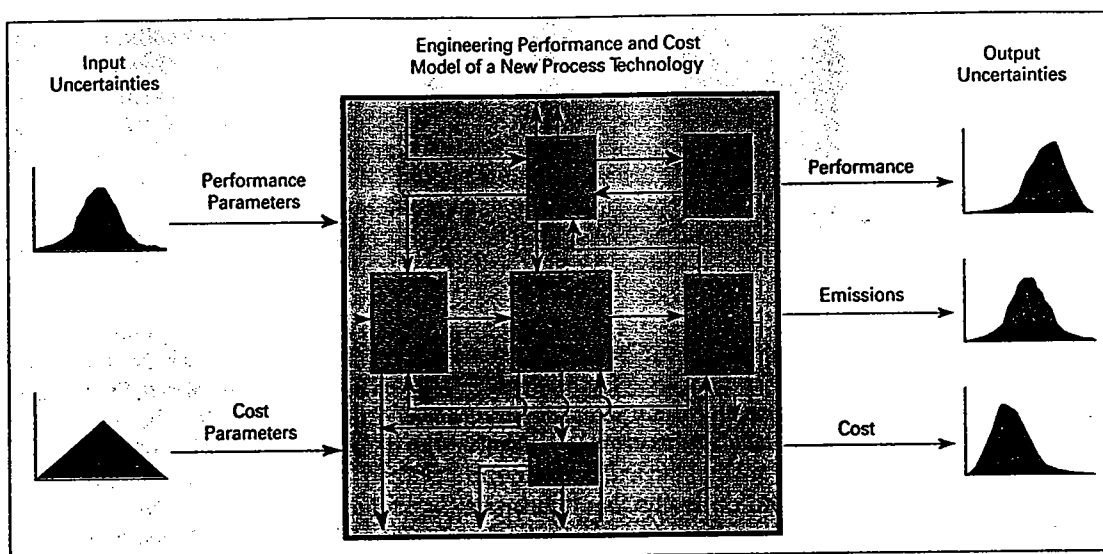 Input
Uncertainties
Engineering Performance and Cost
Model of a New Process Technology
Output
Uncertainties
Performance
Parameters
Performance
Emissions
Cost
Parameters
Cost